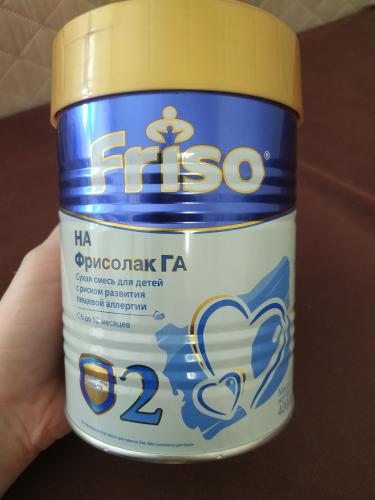 Friso®
HA
Фрисолак ГА
Сухая смесь для детей
с риском развития
пищевой аллергии
С 6 до 12 месяцев
2